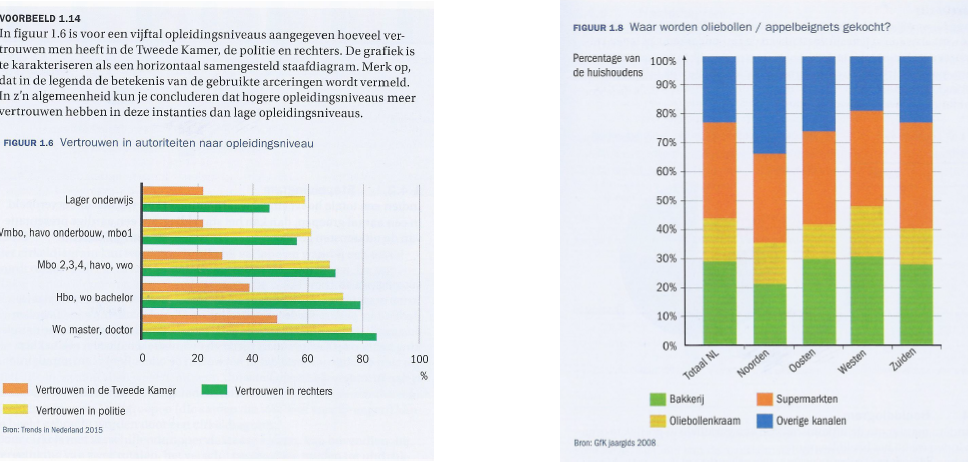 VOORBEELD 1.14
In figuur 1.6 is voor een vijftal opleidingsniveaus aangegeven hoeveel ver-
trouwen men heeft in de Tweede Kamer, de politie en rechters. De grafiek is
te karakteriseren als een horizontaal samengesteld staafdiagram. Merk op,
dat in de legenda de betekenis van de gebruikte arceringen wordt vermeld.
In z'n algemeenheid kun je concluderen dat hogere opleidingsniveaus meer
vertrouwen hebben in deze instanties dan lage opleidingsniveaus.
FIGUUR 1.6 Vertrouwen in autoriteiten naar opleidingsniveau
Lager onderwijs
Vmbo, havo onderbouw, mbo1
Mbo 2,3,4, havo, vwo
Hbo, wo bachelor
Wo master, doctor
0 20 40 60 80 100
%
Vertrouwen in de Tweede Kamer
Vertrouwen in rechters
Vertrouwen in politie
Bron: Trends in Nederland 2015
FIGUUR 1.8 Waar worden oliebollen / appelbeignets gekocht?
Percentage van
de huishoudens
100%
90%
80%
70%
60%
50%
40%
30%
20%
10%
0%
Totaal NL
Noorden
Oosten
Westen
Zuiden
Bakkerij
Supermarkten
Oliebollenkraam
Overige kanalen
Bron: GfK jaargids 2008